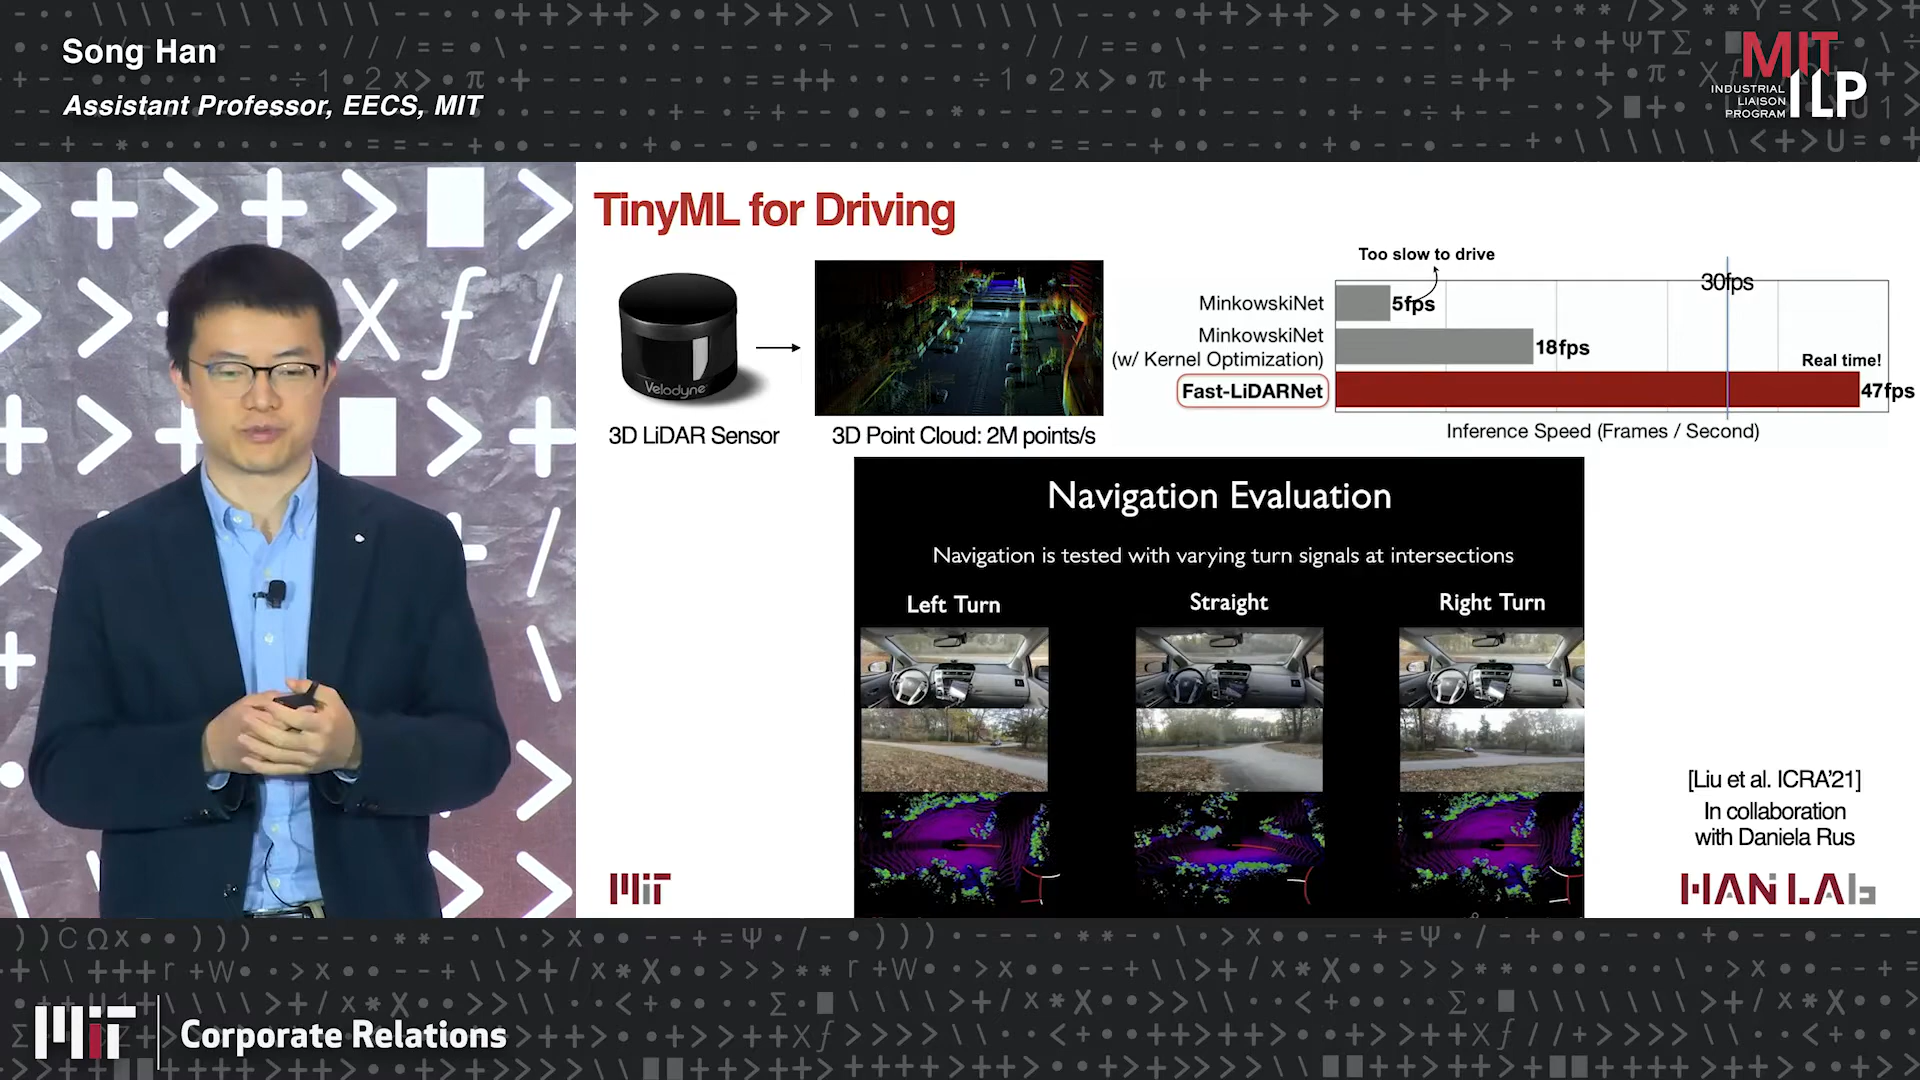 Song Han
Assistant Professor, EECS, MIT
MIT
ILP
INDUSTRIAL
LIAISON
PROGRAM
TinyML for Driving
Velodyne
3D LiDAR Sensor
3D Point Cloud: 2M points/s
Too slow to drive
30fps
MinkowskiNet
5fps
MinkowskiNet
(w/ Kernel Optimization)
18fps
Real time!
Fast-LiDARNet
47fps
Inference Speed (Frames / Second)
Navigation Evaluation
Navigation is tested with varying turn signals at intersections
Left Turn
Straight
Right Turn
[Liu et al. ICRA'21]
In collaboration
with Daniela Rus
MIT
HAN LAb
MIT
Corporate Relations